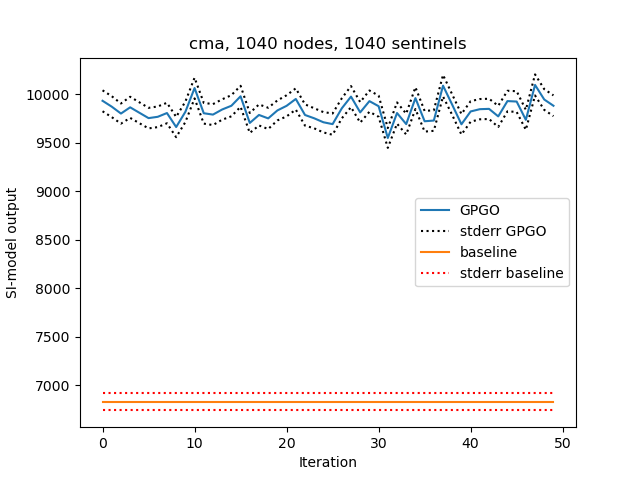 cma, 1040 nodes, 1040 sentinels
10000
9500
9000
8500
8000
7500
7000
SI-model output
GPGO
stderr GPGO
baseline
stderr baseline
0 10 20 30 40 50
Iteration